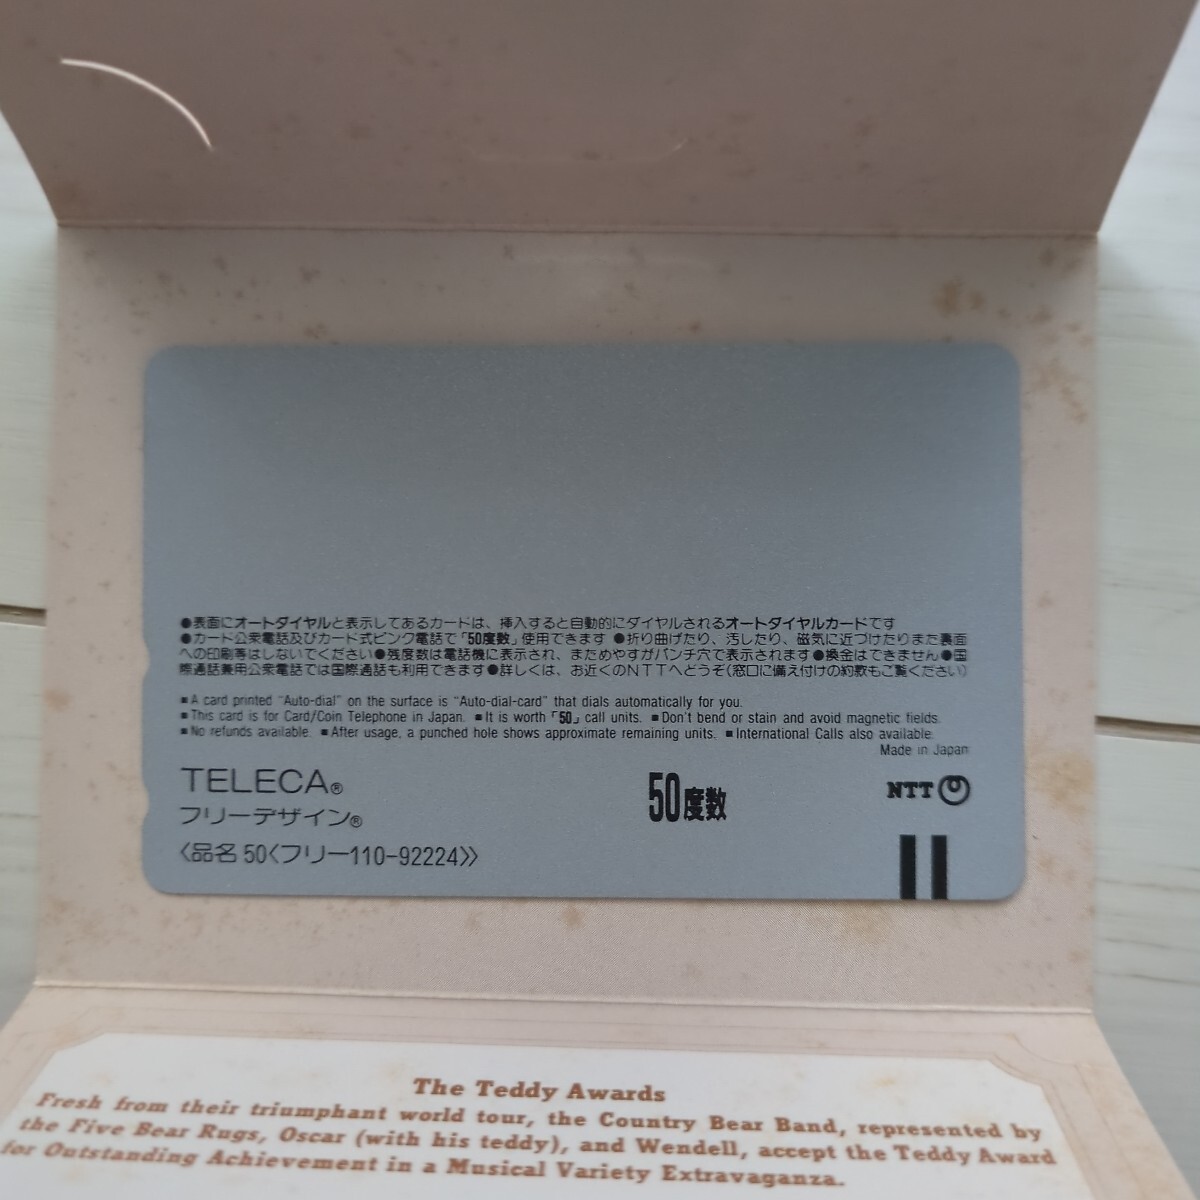 ●表面にオートダイヤルと表示してあるカードは、挿入すると自動的にダイヤルされるオートダイヤルカードです
●カード公衆電話及びカード式ピンク電話で「50度数」使用できます ●折り曲げたり、汚したり、磁気に近づけたりまた裏面
への印刷等はしないでください●残度数は電話機に表示され、まためやすがパンチ穴で表示されます●換金はできません●国
際通話兼用公衆電話では国際通話も利用できます●詳しくは、お近くのNTTへどうぞ(窓口に備え付けの約款もご覧ください)
■A card printed "Auto-dial" on the surface is "Auto-dial-card" that dials automatically for you.
■This card is for Card/Coin Telephone in Japan. ■It is worth「50」call units. ■Don't bend or stain and avoid magnetic fields.
■No refunds available. ■After usage, a punched hole shows approximate remaining units. ■International Calls also available.
Made in Japan
TELECA®
フリーデザイン®
50度数
NTT
〈品名 50〈フリー110-92224〉〉
The Teddy Awards
Fresh from their triumphant world tour, the Country Bear Band, represented by
the Five Bear Rugs, Oscar (with his teddy), and Wendell, accept the Teddy Award
for Outstanding Achievement in a Musical Variety Extravaganza.